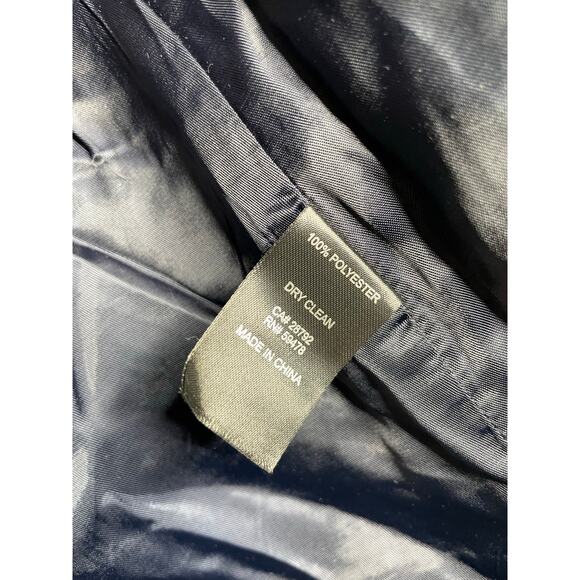 100% POLYESTER
DRY CLEAN
CA# 28792
RN# 59478
MADE IN CHINA